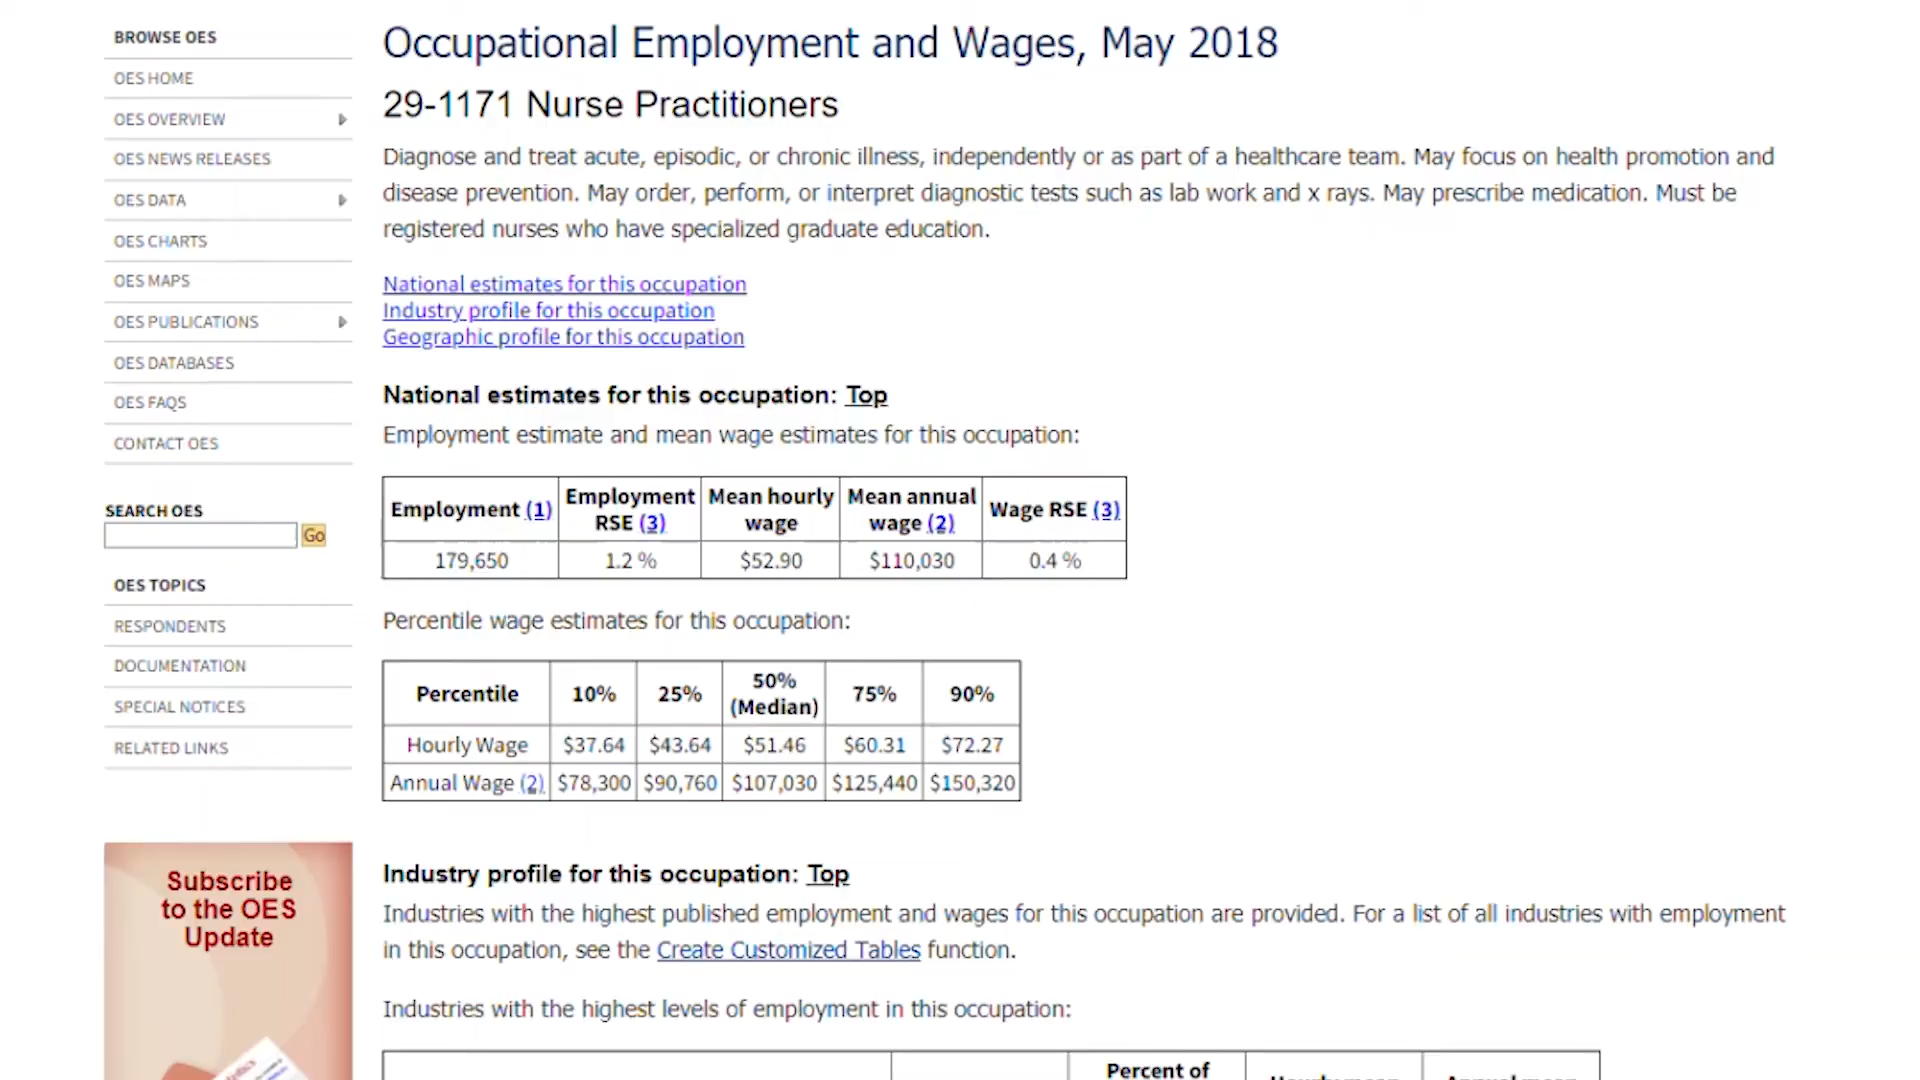 BROWSE OES
OES HOME
OES OVERVIEW
OES NEWS RELEASES
OES DATA
OES CHARTS
OES MAPS
OES PUBLICATIONS
OES DATABASES
OES FAQS
CONTACT OES
SEARCH OES
Go
OES TOPICS
RESPONDENTS
DOCUMENTATION
SPECIAL NOTICES
RELATED LINKS
Subscribe
to the OES
Update
Occupational Employment and Wages, May 2018
29-1171 Nurse Practitioners
Diagnose and treat acute, episodic, or chronic illness, independently or as part of a healthcare team. May focus on health promotion and
disease prevention. May order, perform, or interpret diagnostic tests such as lab work and x rays. May prescribe medication. Must be
registered nurses who have specialized graduate education.
National estimates for this occupation
Industry profile for this occupation
Geographic profile for this occupation
National estimates for this occupation: Top
Employment estimate and mean wage estimates for this occupation:
Employment (1) Employment RSE (3) Mean hourly wage Mean annual wage (2) Wage RSE (3)
179,650 1.2 % $52.90 $110,030 0.4 %
Percentile wage estimates for this occupation:
Percentile 10% 25% 50% (Median) 75% 90%
Hourly Wage $37.64 $43.64 $51.46 $60.31 $72.27
Annual Wage (2) $78,300 $90,760 $107,030 $125,440 $150,320
Industry profile for this occupation: Top
Industries with the highest published employment and wages for this occupation are provided. For a list of all industries with employment
in this occupation, see the Create Customized Tables function.
Industries with the highest levels of employment in this occupation:
Percent of